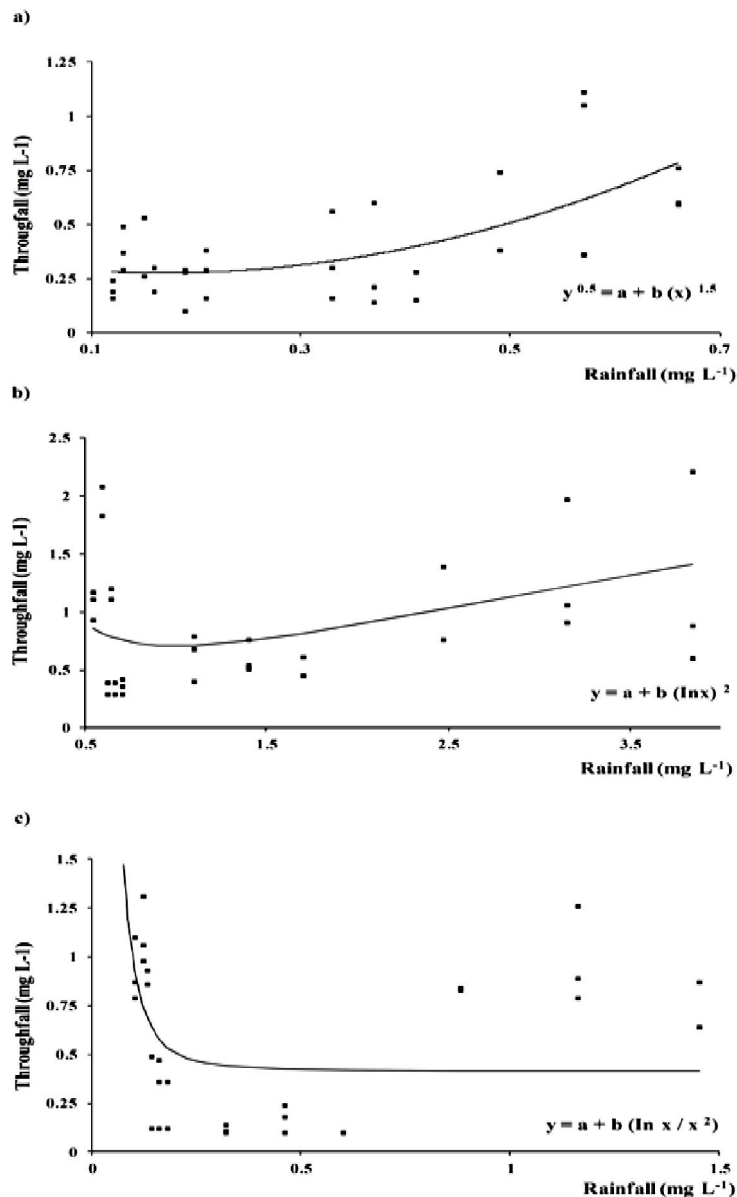 a)
1.25
1
0.75
0.5
0.25
0
Througfall (mg L-1)
y 0.5 = a + b (x) 1.5
0.1 0.3 0.5 0.7
Rainfall (mg L-1)
b)
2.5
2
1.5
1
0.5
0
Throughfall (mg L-1)
y = a + b (Inx) 2
0.5 1.5 2.5 3.5
Rainfall (mg L-1)
c)
1.5
1.25
1
0.75
0.5
0.25
0
Throughfall (mg L-1)
y = a + b (In x / x 2)
0 0.5 1 1.5
Rainfall (mg L-1)